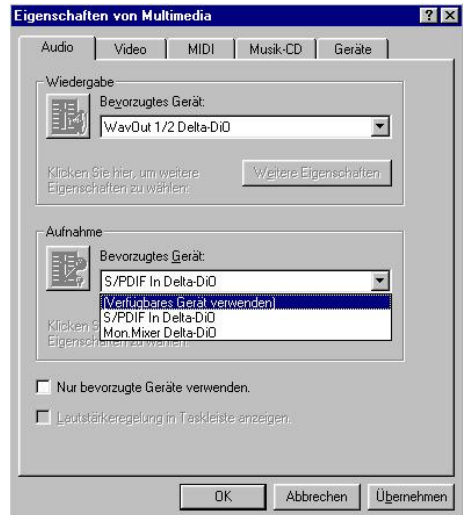 Eigenschaften von Multimedia
Audio Video MIDI Musik-CD Geräte
Wiedergabe
Bevorzugtes Gerät:
WavOut 1/2 Delta-DiO
Klicken Sie hier, um weitere
Eigenschaften zu wählen:
Weitere Eigenschaften
Aufnahme
Bevorzugtes Gerät:
S/PDIF In Delta-DiO
(Verfügbares Gerät verwenden)
S/PDIF In Delta-DiO
Mon.Mixer Delta-DiO
Klicken
Nur bevorzugte Geräte verwenden.
Lautstärkeregelung in Taskleiste anzeigen.
OK Abbrechen Übernehmen